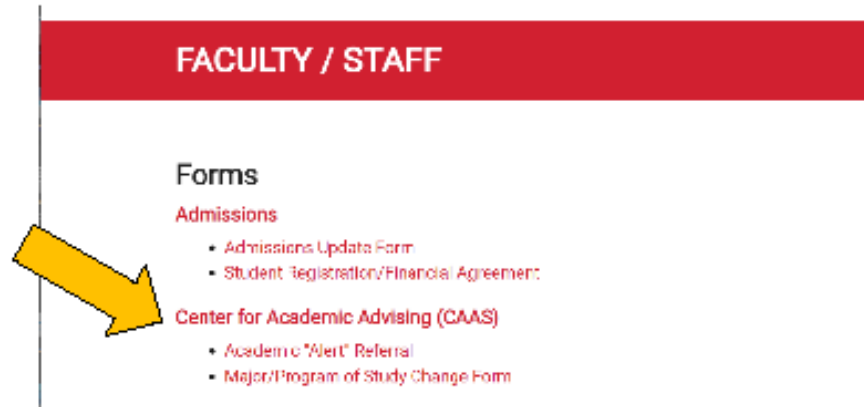 FACULTY / STAFF
Forms
Admissions
• Admissions Update Form
• Student Registration/Financial Agreement
Center for Academic Advising (CAAS)
• Academic "Alert" Referral
• Major/Program of Study Change Form